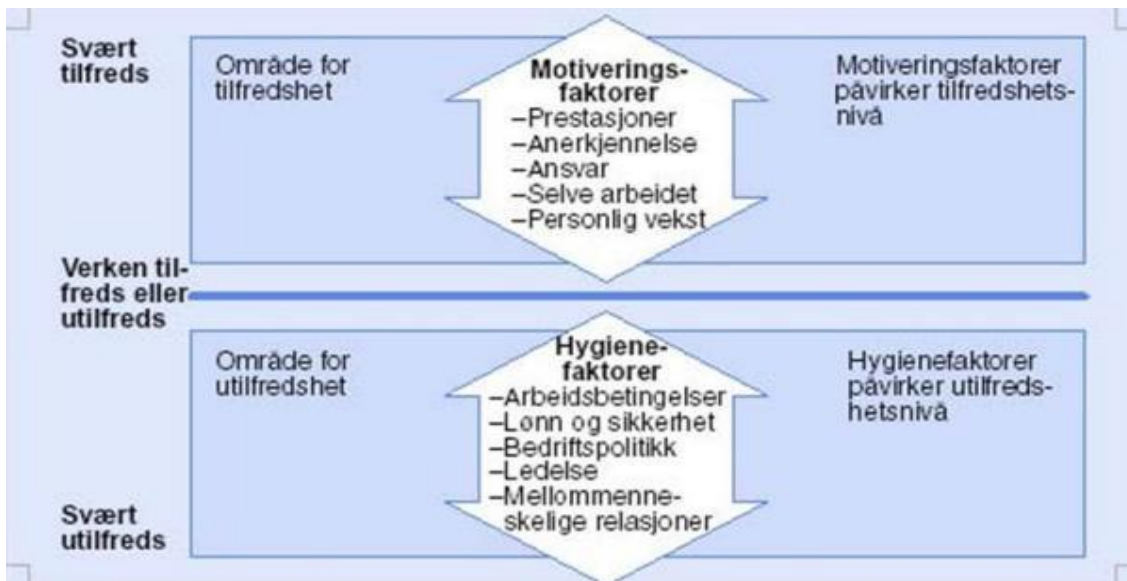 Svært
tilfreds
Område for
tilfredshet
Motiverings-
faktorer
–Prestasjoner
–Anerkjennelse
–Ansvar
–Selve arbeidet
–Personlig vekst
Motiveringsfaktorer
påvirker tilfredshets-
nivå
Verken til-
freds eller
utilfreds
Område for
utilfredshet
Hygiene-
faktorer
–Arbeidsbetingelser
–Lønn og sikkerhet
–Bedriftspolitikk
–Ledelse
–Mellommenne-
skelige relasjoner
Hygienefaktorer
påvirker utilfreds-
hetsnivå
Svært
utilfreds